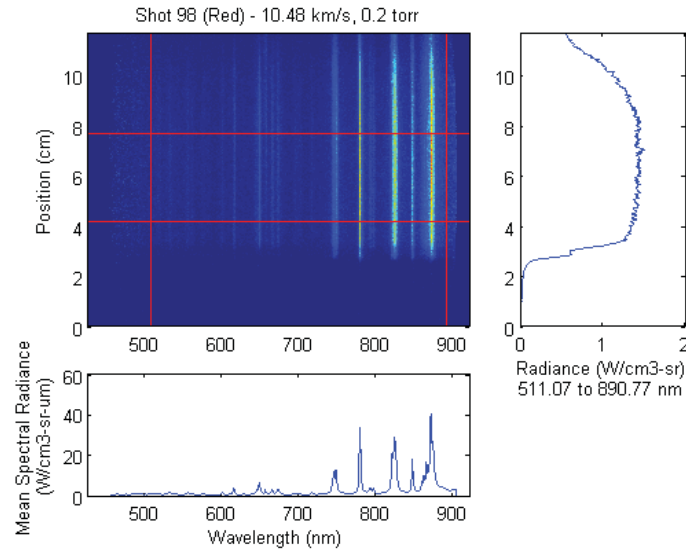 Shot 98 (Red) - 10.48 km/s, 0.2 torr
Position (cm)
10
8
6
4
2
0
500 600 700 800 900
10
8
6
4
2
0
0 1 2
Radiance (W/cm3-sr)
511.07 to 890.77 nm
Mean Spectral Radiance
(W/cm3-sr-um)
60
40
20
0
500 600 700 800 900
Wavelength (nm)